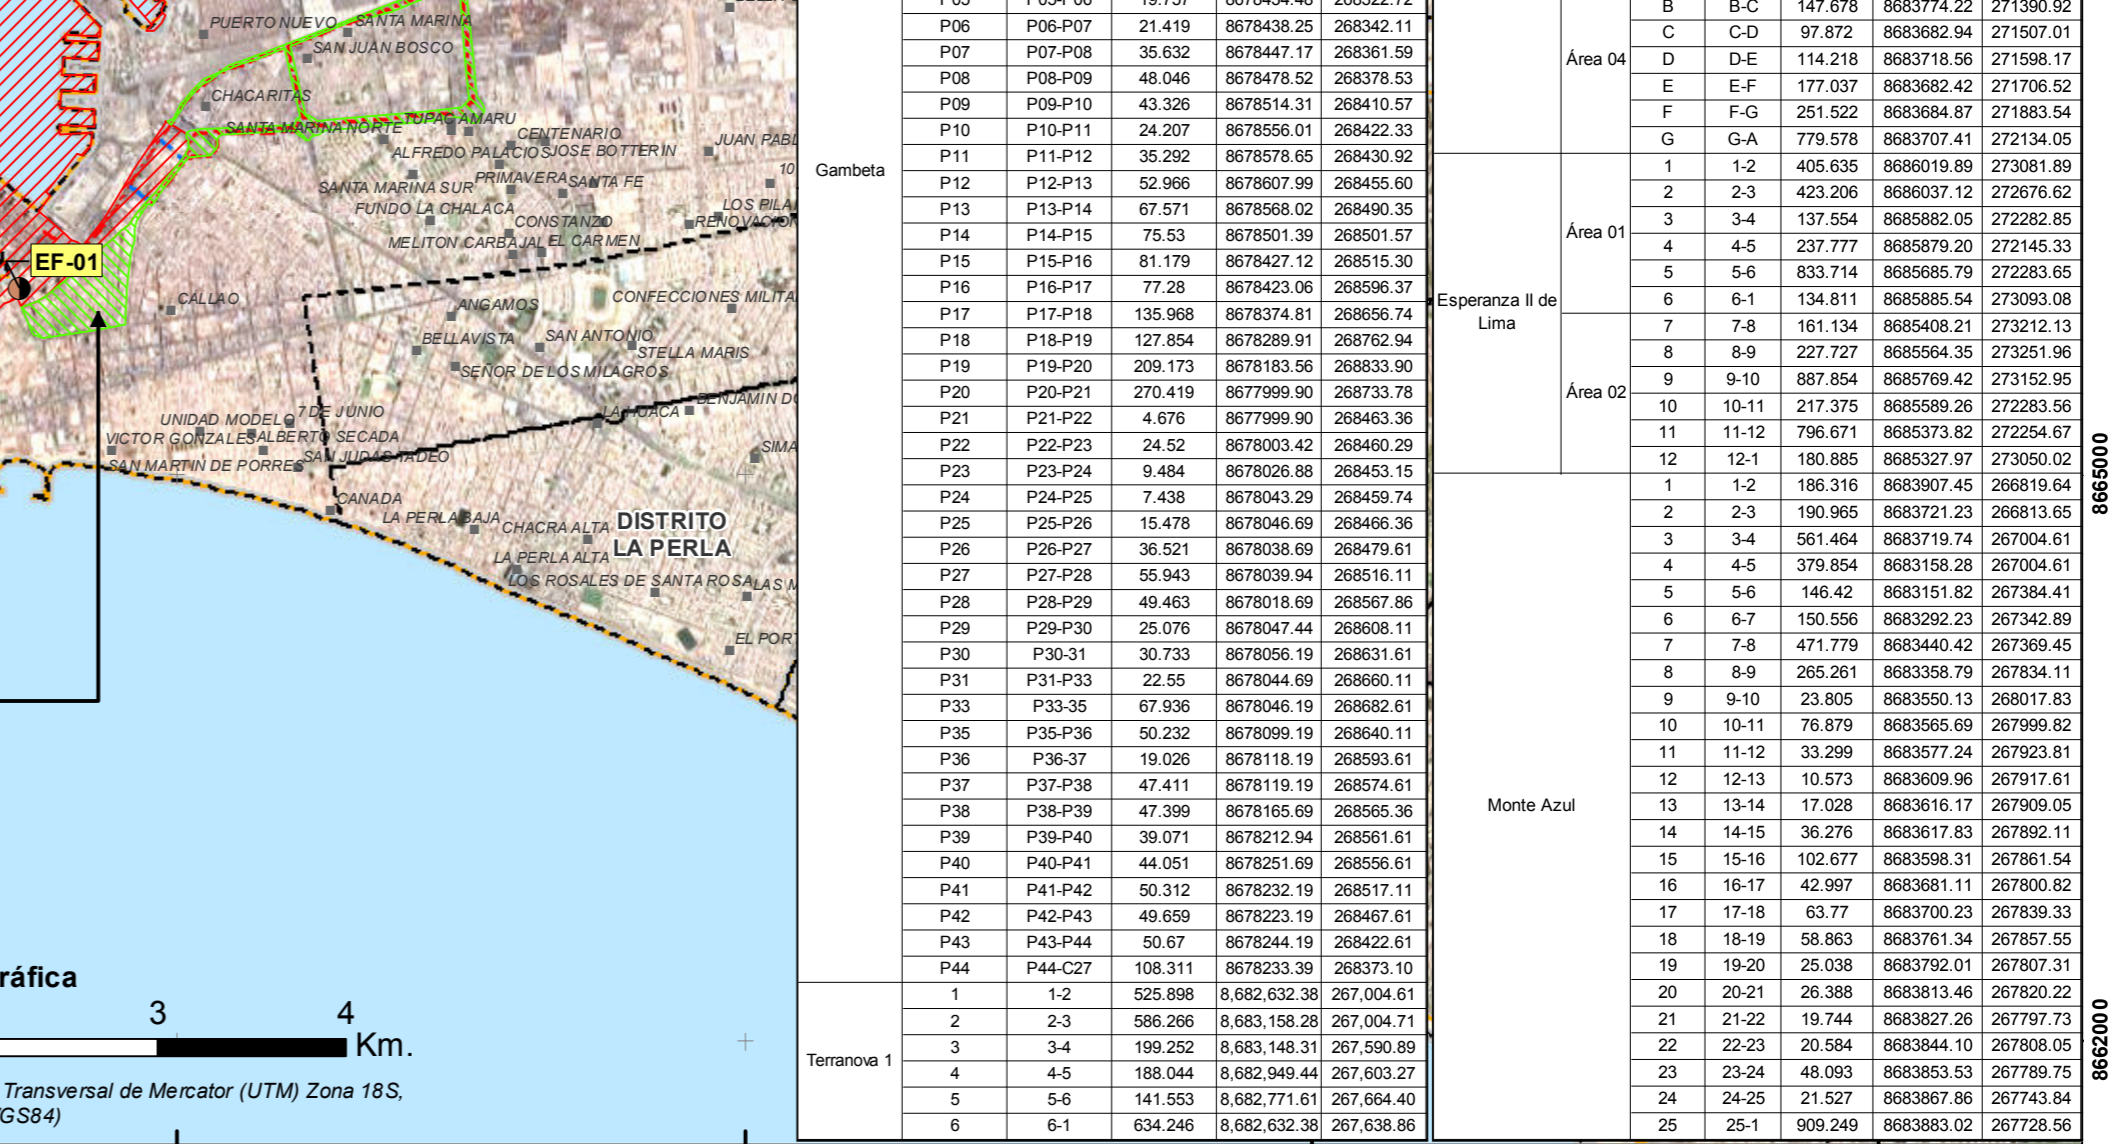 PUERTO NUEVO
SANTA MARINA
SAN JUAN BOSCO
CHACARITAS
SANTA MARINA NORTE
TUPAC AMARU
CENTENARIO
ALFREDO PALACIOS
JOSE BOTTERIN
JUAN PABL
10
SANTA MARINA SUR
PRIMAVERA
SANTA FE
FUNDO LA CHALACA
CONSTANZO
LOS PILA
RENOVACION
MELITON CARBAJAL
EL CARMEN
EF-01
CALLAO
ANGAMOS
CONFECCIONES MILITA
BELLAVISTA
SAN ANTONIO
STELLA MARIS
SEÑOR DE LOS MILAGROS
BENJAMIN DO
LA HUACA
UNIDAD MODELO
7 DE JUNIO
VICTOR GONZALES
ALBERTO SECADA
SAN MARTIN DE PORRES
SAN JUDAS TADEO
SIMA
CANADA
LA PERLA BAJA
CHACRA ALTA
DISTRITO
LA PERLA
LA PERLA ALTA
LOS ROSALES DE SANTA ROSA
LAS M
EL POR
ráfica
3 4
Km.
Transversal de Mercator (UTM) Zona 18S,
GS84)
Gambeta
P06 P06-P07 21.419 8678438.25 268342.11
P07 P07-P08 35.632 8678447.17 268361.59
P08 P08-P09 48.046 8678478.52 268378.53
P09 P09-P10 43.326 8678514.31 268410.57
P10 P10-P11 24.207 8678556.01 268422.33
P11 P11-P12 35.292 8678578.65 268430.92
P12 P12-P13 52.966 8678607.99 268455.60
P13 P13-P14 67.571 8678568.02 268490.35
P14 P14-P15 75.53 8678501.39 268501.57
P15 P15-P16 81.179 8678427.12 268515.30
P16 P16-P17 77.28 8678423.06 268596.37
P17 P17-P18 135.968 8678374.81 268656.74
P18 P18-P19 127.854 8678289.91 268762.94
P19 P19-P20 209.173 8678183.56 268833.90
P20 P20-P21 270.419 8677999.90 268733.78
P21 P21-P22 4.676 8677999.90 268463.36
P22 P22-P23 24.52 8678003.42 268460.29
P23 P23-P24 9.484 8678026.88 268453.15
P24 P24-P25 7.438 8678043.29 268459.74
P25 P25-P26 15.478 8678046.69 268466.36
P26 P26-P27 36.521 8678038.69 268479.61
P27 P27-P28 55.943 8678039.94 268516.11
P28 P28-P29 49.463 8678018.69 268567.86
P29 P29-P30 25.076 8678047.44 268608.11
P30 P30-31 30.733 8678056.19 268631.61
P31 P31-P33 22.55 8678044.69 268660.11
P33 P33-35 67.936 8678046.19 268682.61
P35 P35-P36 50.232 8678099.19 268640.11
P36 P36-37 19.026 8678118.19 268593.61
P37 P37-P38 47.411 8678119.19 268574.61
P38 P38-P39 47.399 8678165.69 268565.36
P39 P39-P40 39.071 8678212.94 268561.61
P40 P40-P41 44.051 8678251.69 268556.61
P41 P41-P42 50.312 8678232.19 268517.11
P42 P42-P43 49.659 8678223.19 268467.61
P43 P43-P44 50.67 8678244.19 268422.61
P44 P44-C27 108.311 8678233.39 268373.10
Terranova 1
1 1-2 525.898 8,682,632.38 267,004.61
2 2-3 586.266 8,683,158.28 267,004.71
3 3-4 199.252 8,683,148.31 267,590.89
4 4-5 188.044 8,682,949.44 267,603.27
5 5-6 141.553 8,682,771.61 267,664.40
6 6-1 634.246 8,682,632.38 267,638.86
Área 04
B B-C 147.678 8683774.22 271390.92
C C-D 97.872 8683682.94 271507.01
D D-E 114.218 8683718.56 271598.17
E E-F 177.037 8683682.42 271706.52
F F-G 251.522 8683684.87 271883.54
G G-A 779.578 8683707.41 272134.05
Esperanza II de
Lima
Área 01
1 1-2 405.635 8686019.89 273081.89
2 2-3 423.206 8686037.12 272676.62
3 3-4 137.554 8685882.05 272282.85
4 4-5 237.777 8685879.20 272145.33
5 5-6 833.714 8685685.79 272283.65
6 6-1 134.811 8685885.54 273093.08
Área 02
7 7-8 161.134 8685408.21 273212.13
8 8-9 227.727 8685564.35 273251.96
9 9-10 887.854 8685769.42 273152.95
10 10-11 217.375 8685589.26 272283.56
11 11-12 796.671 8685373.82 272254.67
12 12-1 180.885 8685327.97 273050.02
Monte Azul
1 1-2 186.316 8683907.45 266819.64
2 2-3 190.965 8683721.23 266813.65
3 3-4 561.464 8683719.74 267004.61
4 4-5 379.854 8683158.28 267004.61
5 5-6 146.42 8683151.82 267384.41
6 6-7 150.556 8683292.23 267342.89
7 7-8 471.779 8683440.42 267369.45
8 8-9 265.261 8683358.79 267834.11
9 9-10 23.805 8683550.13 268017.83
10 10-11 76.879 8683565.69 267999.82
11 11-12 33.299 8683577.24 267923.81
12 12-13 10.573 8683609.96 267917.61
13 13-14 17.028 8683616.17 267909.05
14 14-15 36.276 8683617.83 267892.11
15 15-16 102.677 8683598.31 267861.54
16 16-17 42.997 8683681.11 267800.82
17 17-18 63.77 8683700.23 267839.33
18 18-19 58.863 8683761.34 267857.55
19 19-20 25.038 8683792.01 267807.31
20 20-21 26.388 8683813.46 267820.22
21 21-22 19.744 8683827.26 267797.73
22 22-23 20.584 8683844.10 267808.05
23 23-24 48.093 8683853.53 267789.75
24 24-25 21.527 8683867.86 267743.84
25 25-1 909.249 8683883.02 267728.56
8665000
8662000